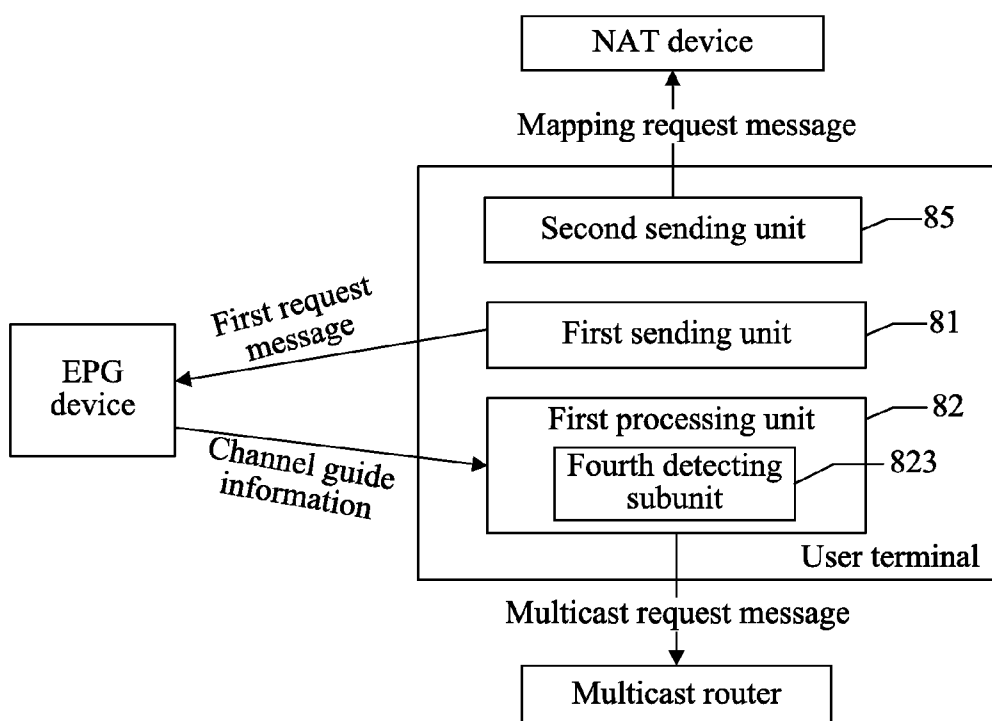 NAT device
Mapping request message
Second sending unit
85
First request
message
First sending unit
81
EPG
device
First processing unit
82
Channel guide
information
Fourth detecting
subunit
823
User terminal
Multicast request message
Multicast router